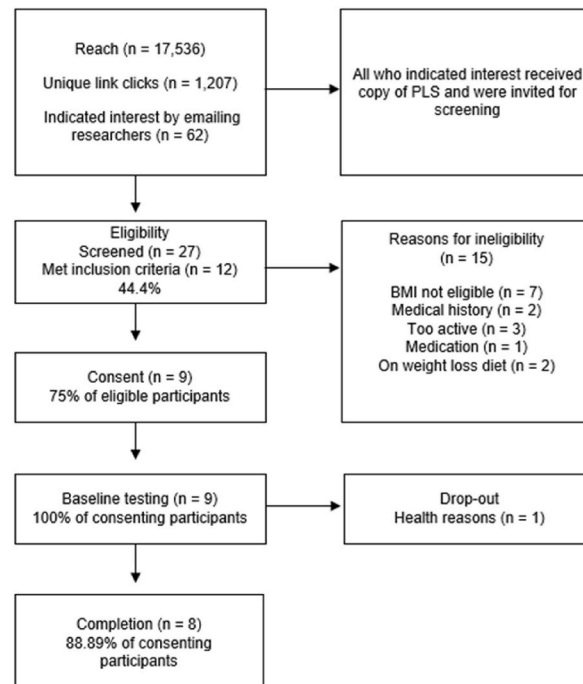 Reach (n = 17,536)
Unique link clicks (n = 1,207)
Indicated interest by emailing
researchers (n = 62)
All who indicated interest received
copy of PLS and were invited for
screening
Eligibility
Screened (n = 27)
Met inclusion criteria (n = 12)
44.4%
Reasons for ineligibility
(n = 15)
BMI not eligible (n = 7)
Medical history (n = 2)
Too active (n = 3)
Medication (n = 1)
On weight loss diet (n = 2)
Consent (n = 9)
75% of eligible participants
Baseline testing (n = 9)
100% of consenting participants
Drop-out
Health reasons (n = 1)
Completion (n = 8)
88.89% of consenting
participants